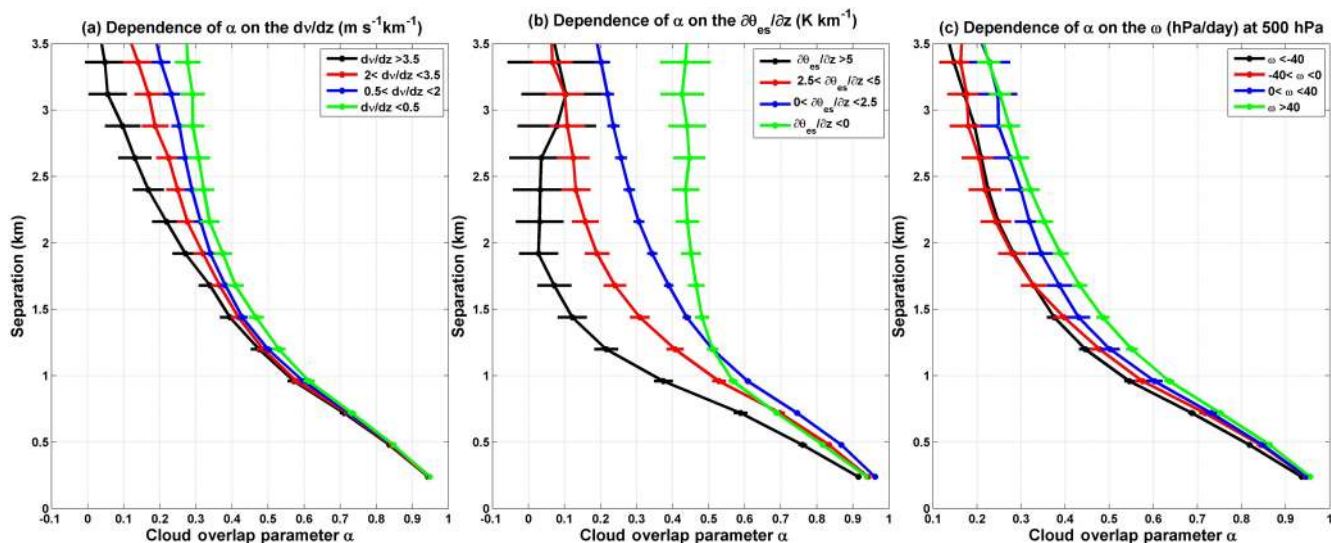 (a) Dependence of α on the dv/dz (m s⁻¹km⁻¹)
3.5
3
2.5
2
1.5
1
0.5
0
Separation (km)
dv/dz >3.5
2< dv/dz <3.5
0.5< dv/dz <2
dv/dz <0.5
-0.1 0 0.1 0.2 0.3 0.4 0.5 0.6 0.7 0.8 0.9 1
Cloud overlap parameter α
(b) Dependence of α on the ∂θes/∂z (K km⁻¹)
3.5
3
2.5
2
1.5
1
0.5
0
Separation (km)
∂θes/∂z >5
2.5< ∂θes/∂z <5
0< ∂θes/∂z <2.5
∂θes/∂z <0
-0.1 0 0.1 0.2 0.3 0.4 0.5 0.6 0.7 0.8 0.9 1
Cloud overlap parameter α
(c) Dependence of α on the ω (hPa/day) at 500 hPa
3.5
3
2.5
2
1.5
1
0.5
0
Separation (km)
ω <-40
-40< ω <0
0< ω <40
ω >40
0.1 0.2 0.3 0.4 0.5 0.6 0.7 0.8 0.9 1
Cloud overlap parameter α